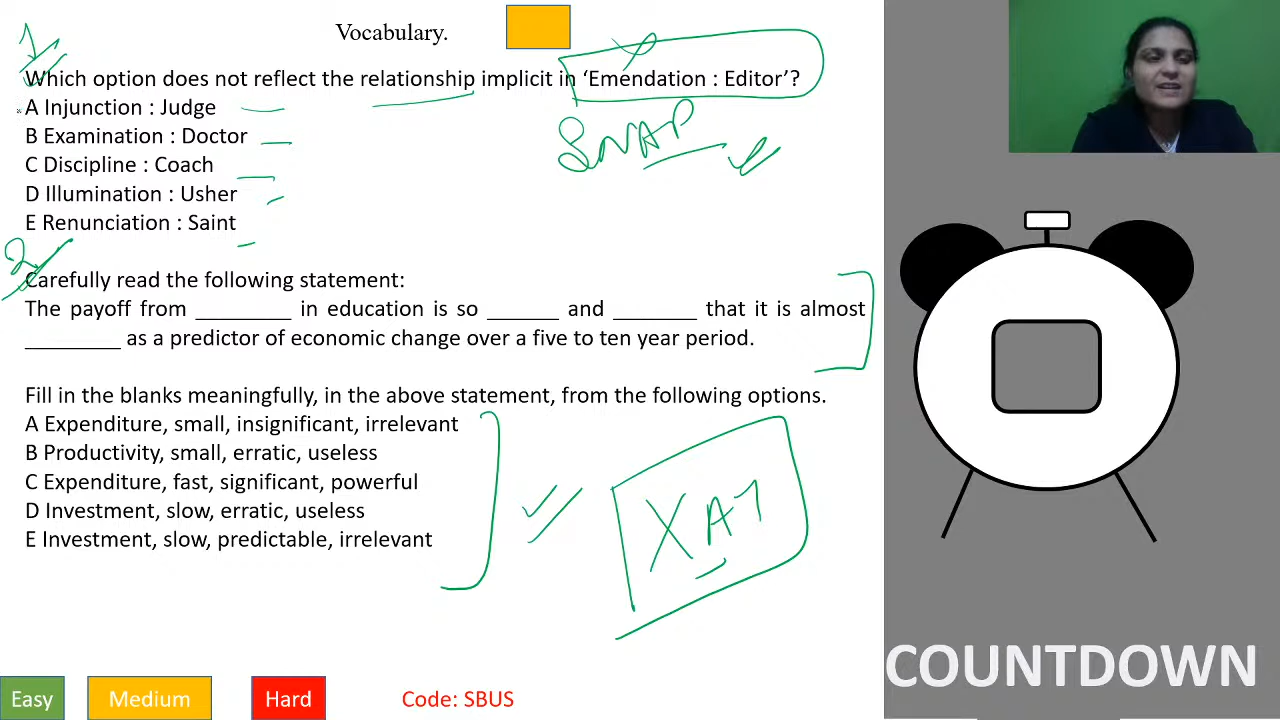 Vocabulary.
1
Which option does not reflect the relationship implicit in ‘Emendation : Editor’?
A Injunction : Judge
B Examination : Doctor
SNAP
C Discipline : Coach
D Illumination : Usher
E Renunciation : Saint
2
Carefully read the following statement:
The payoff from _________ in education is so ______ and _______ that it is almost
________ as a predictor of economic change over a five to ten year period.
Fill in the blanks meaningfully, in the above statement, from the following options.
A Expenditure, small, insignificant, irrelevant
B Productivity, small, erratic, useless
C Expenditure, fast, significant, powerful
D Investment, slow, erratic, useless
E Investment, slow, predictable, irrelevant
XAT
COUNTDOWN
Easy
Medium
Hard
Code: SBUS